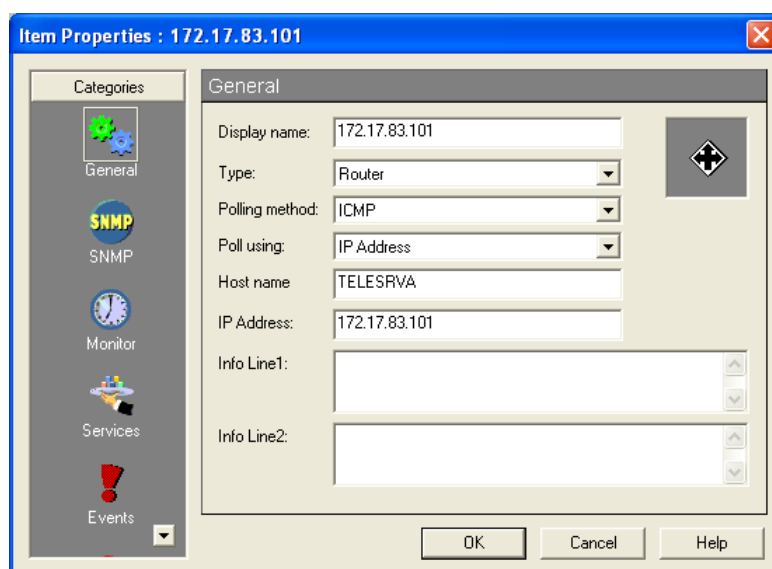 Item Properties : 172.17.83.101
Categories
General
SNMP
SNMP
Monitor
Services
Events
General
Display name: 172.17.83.101
Type: Router
Polling method: ICMP
Poll using: IP Address
Host name TELESRVA
IP Address: 172.17.83.101
Info Line1:
Info Line2:
OK Cancel Help